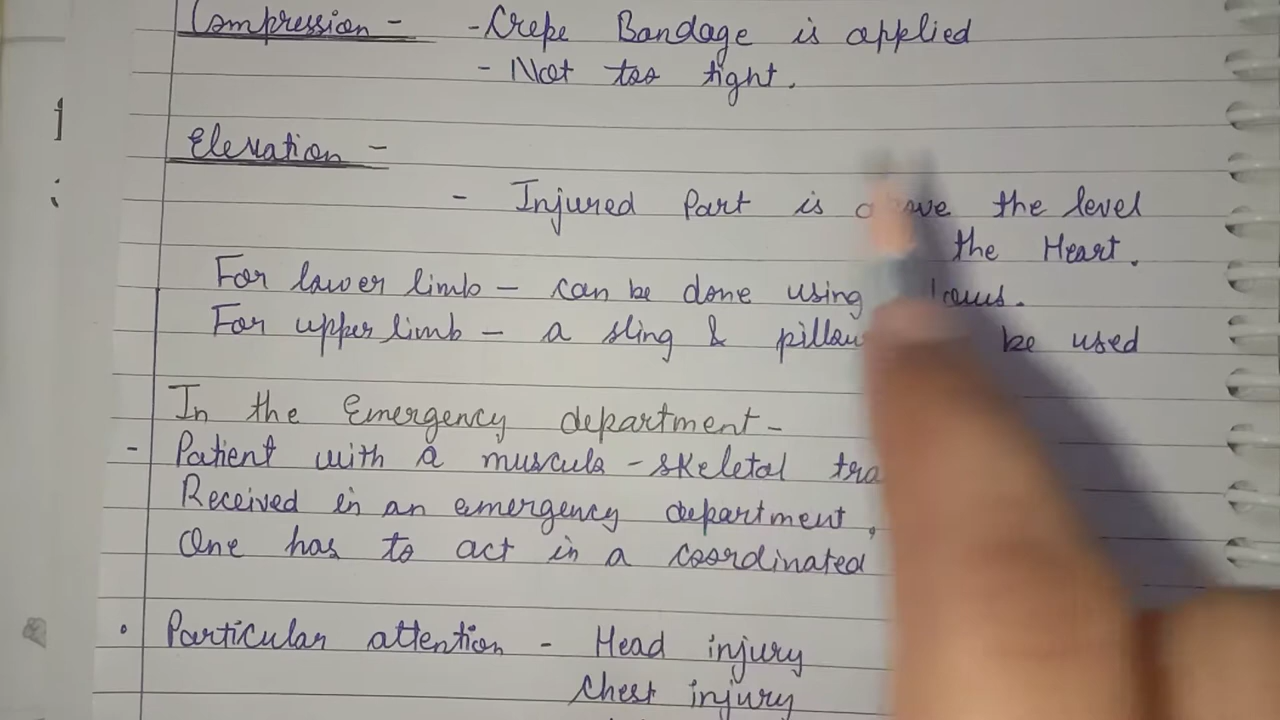 Compression - - Crepe Bandage is applied
- Not too tight.
Elevation -
- Injured Part is above the level
the Heart.
For lower limb - can be done using
For upper limb - a sling & be used
In the Emergency department -
- Patient with a musculo - skeletal
Received in an emergency department,
One has to act in a coordinated
• Particular attention - Head injury
Chest injury